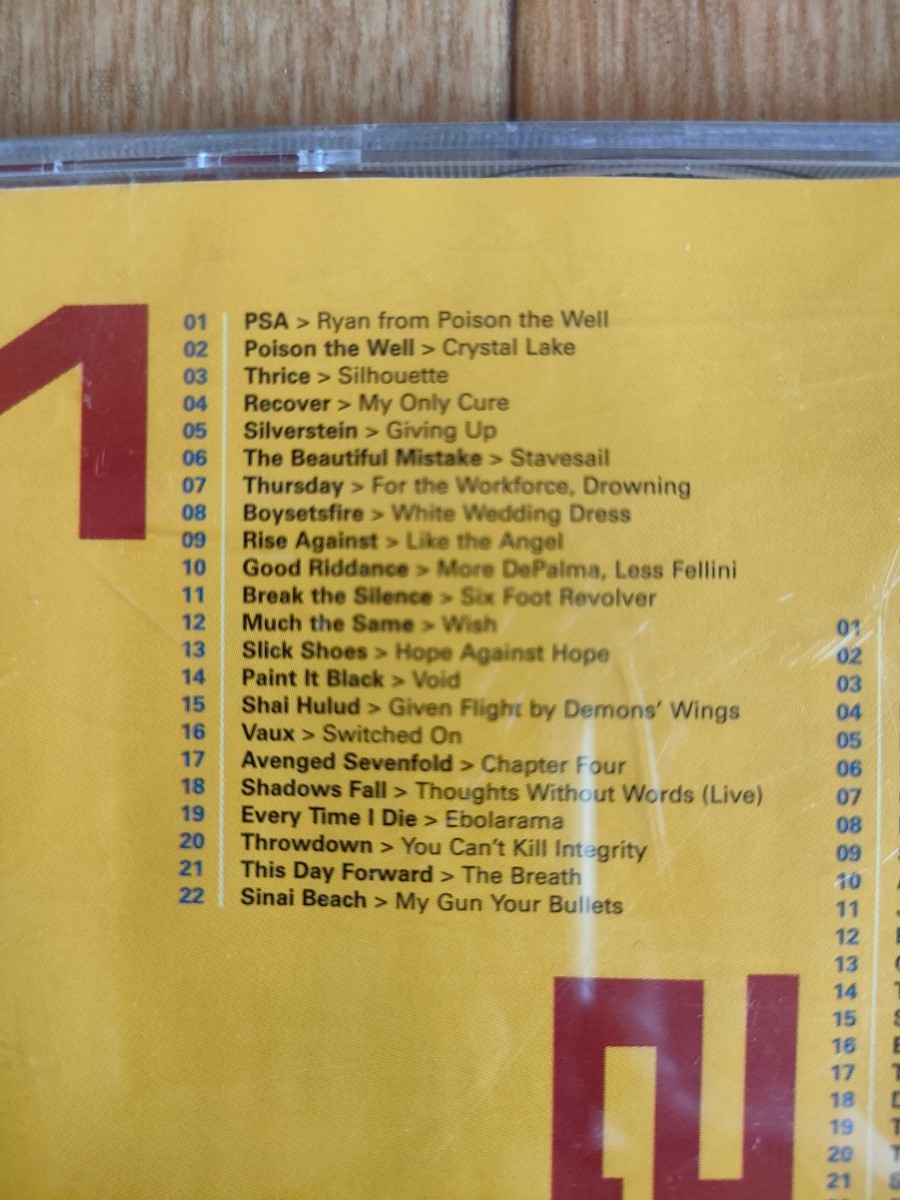 1
01 PSA > Ryan from Poison the Well
02 Poison the Well > Crystal Lake
03 Thrice > Silhouette
04 Recover > My Only Cure
05 Silverstein > Giving Up
06 The Beautiful Mistake > Stavesail
07 Thursday > For the Workforce, Drowning
08 Boysetsfire > White Wedding Dress
09 Rise Against > Like the Angel
10 Good Riddance > More DePalma, Less Fellini
11 Break the Silence > Six Foot Revolver
12 Much the Same > Wish
13 Slick Shoes > Hope Against Hope
14 Paint It Black > Void
15 Shai Hulud > Given Flight by Demons' Wings
16 Vaux > Switched On
17 Avenged Sevenfold > Chapter Four
18 Shadows Fall > Thoughts Without Words (Live)
19 Every Time I Die > Ebolarama
20 Throwdown > You Can't Kill Integrity
21 This Day Forward > The Breath
22 Sinai Beach > My Gun Your Bullets
01
02
03
04
05
06
07
08
09
10
11
12
13
14
15
16
17
18
19
20
21